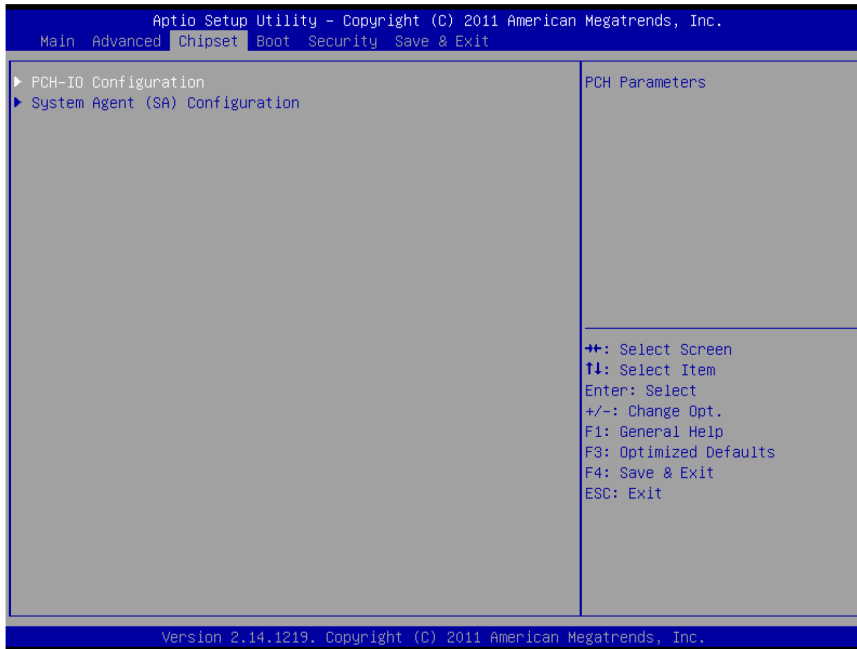 Aptio Setup Utility – Copyright (C) 2011 American Megatrends, Inc.
Main Advanced Chipset Boot Security Save & Exit
▶ PCH-IO Configuration
▶ System Agent (SA) Configuration
PCH Parameters
→←: Select Screen
↑↓: Select Item
Enter: Select
+/-: Change Opt.
F1: General Help
F3: Optimized Defaults
F4: Save & Exit
ESC: Exit
Version 2.14.1219. Copyright (C) 2011 American Megatrends, Inc.